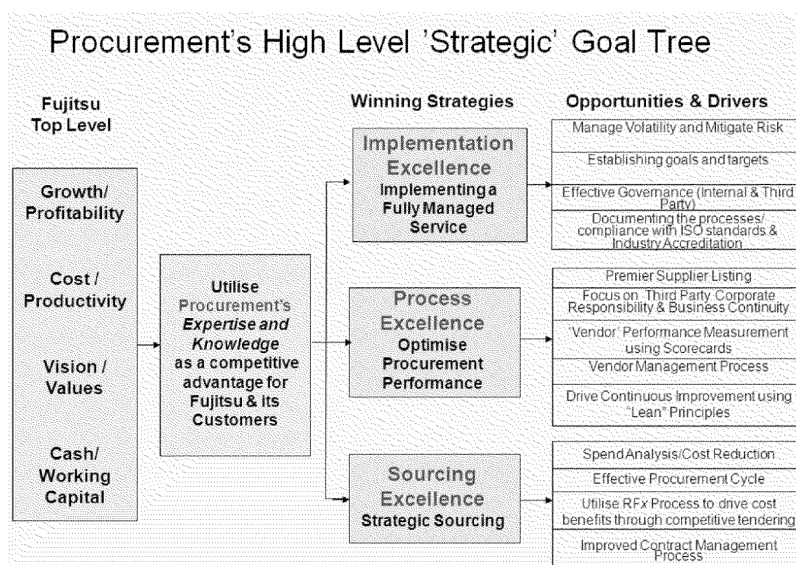 Procurement's High Level 'Strategic' Goal Tree
Fujitsu
Top Level
Winning Strategies
Opportunities & Drivers
Growth/
Profitability
Cost /
Productivity
Vision /
Values
Cash/
Working
Capital
Utilise
Procurement's
Expertise and
Knowledge
as a competitive
advantage for
Fujitsu & its
Customers
Implementation
Excellence
Implementing a
Fully Managed
Service
Manage Volatility and Mitigate Risk
Establishing goals and targets
Effective Governance (Internal & Third
Party)
Documenting the processes/
compliance with ISO standards &
Industry Accreditation
Process
Excellence
Optimise
Procurement
Performance
Premier Supplier Listing
Focus on Third Party Corporate
Responsibility & Business Continuity
'Vendor' Performance Measurement
using Scorecards
Vendor Management Process
Drive Continuous Improvement using
"Lean" Principles
Sourcing
Excellence
Strategic Sourcing
Spend Analysis/Cost Reduction
Effective Procurement Cycle
Utilise RFx Process to drive cost
benefits through competitive tendering
Improved Contract Management
Process